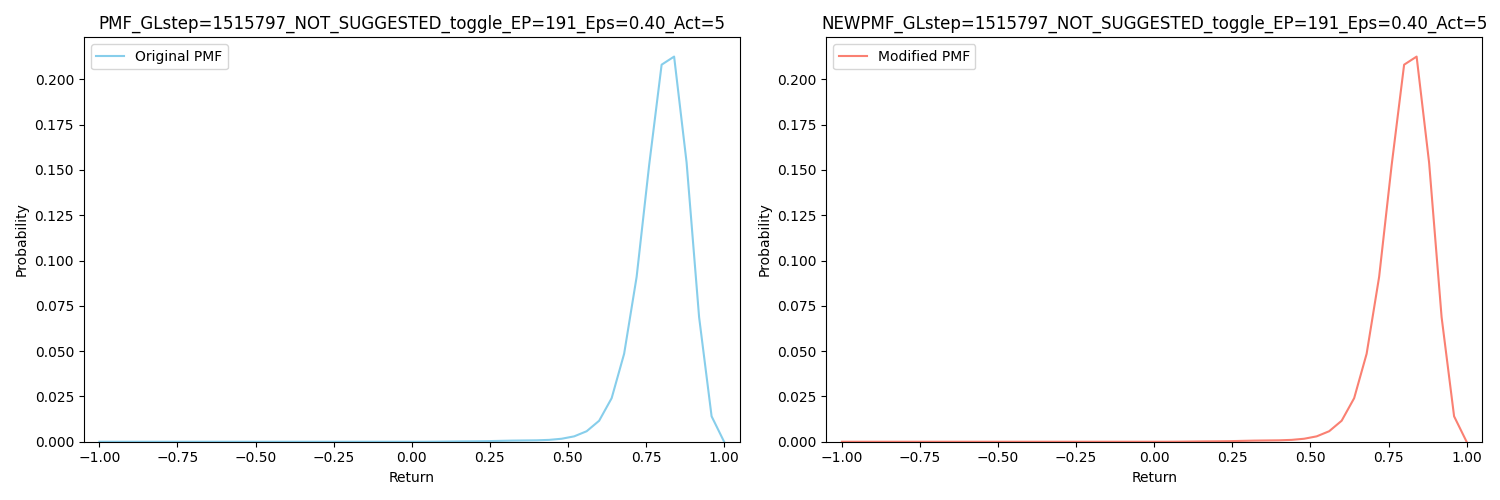 PMF_GLstep=1515797_NOT_SUGGESTED_toggle_EP=191_Eps=0.40_Act=5
Original PMF
Probability
0.200
0.175
0.150
0.125
0.100
0.075
0.050
0.025
0.000
−1.00 −0.75 −0.50 −0.25 0.00 0.25 0.50 0.75 1.00
Return
NEWPMF_GLstep=1515797_NOT_SUGGESTED_toggle_EP=191_Eps=0.40_Act=5
Modified PMF
Probability
0.200
0.175
0.150
0.125
0.100
0.075
0.050
0.025
0.000
−1.00 −0.75 −0.50 −0.25 0.00 0.25 0.50 0.75 1.00
Return